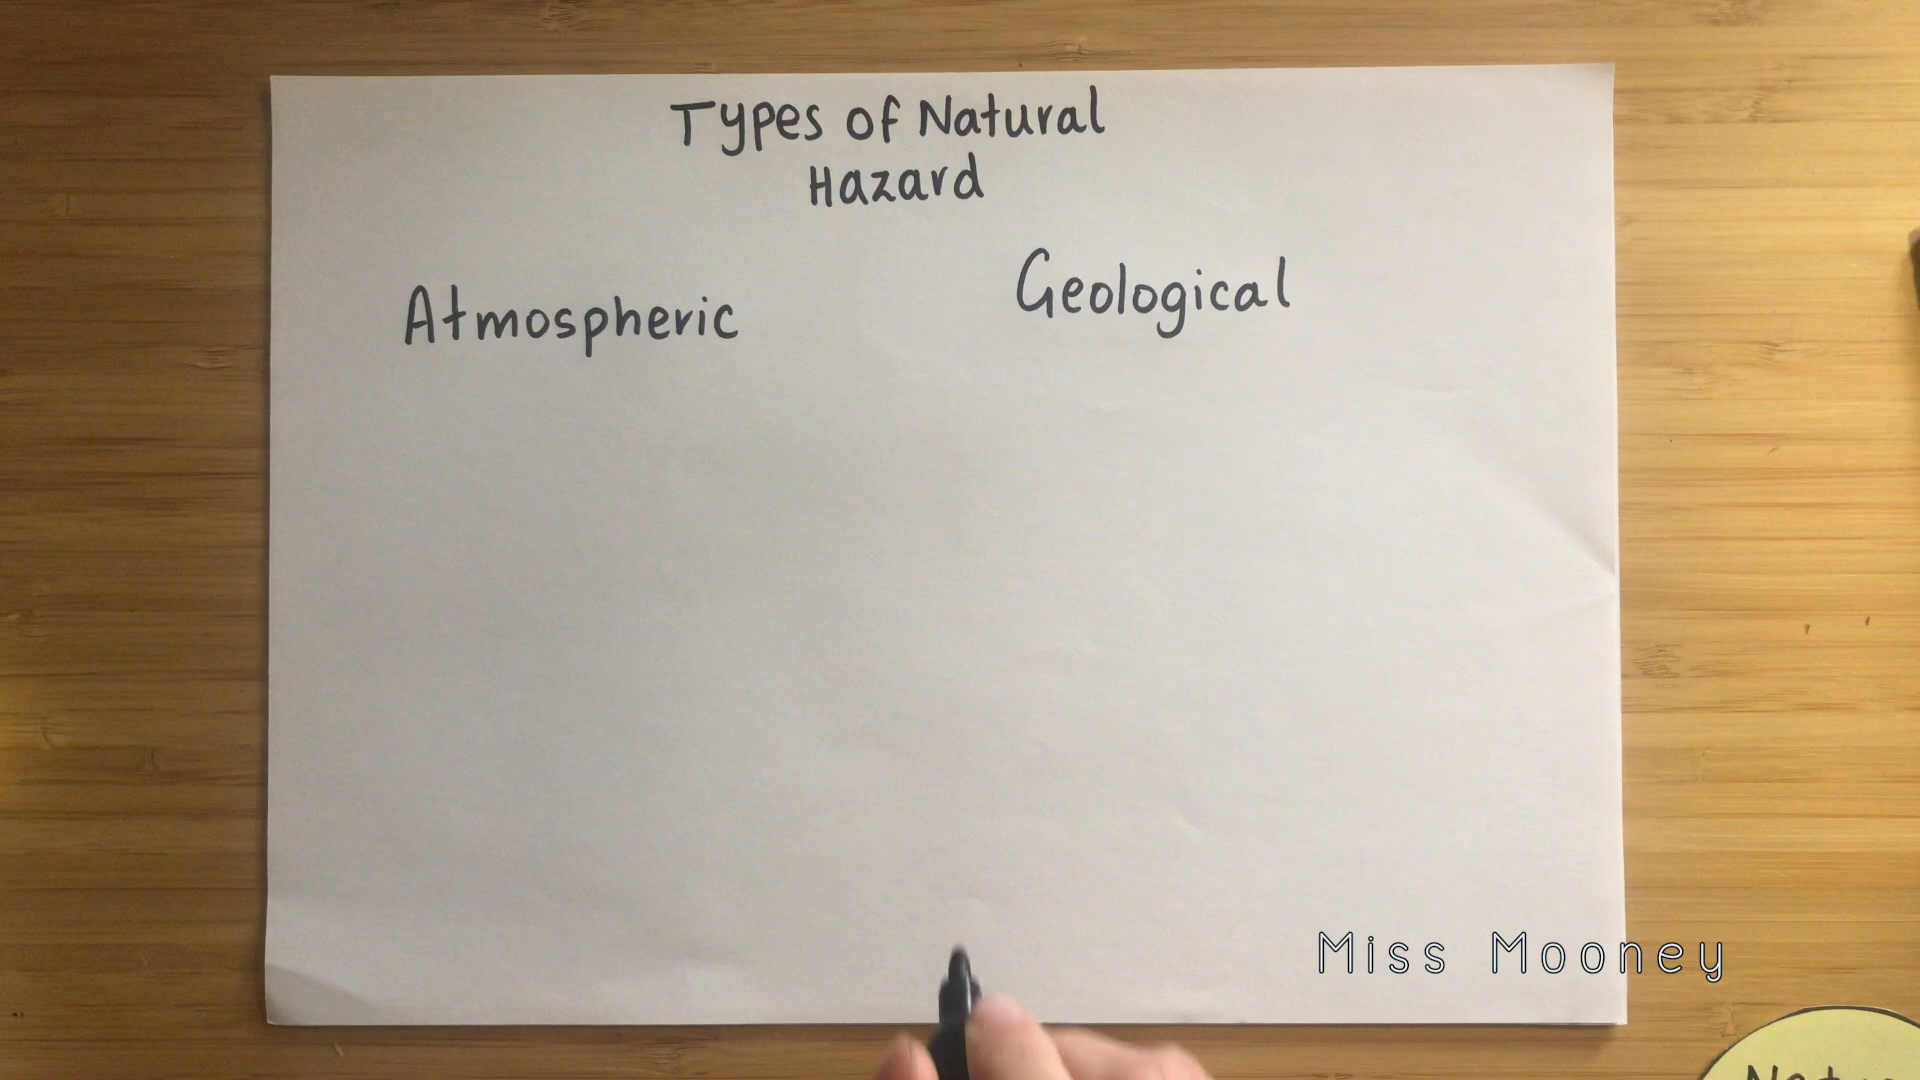 Types of Natural
Hazard
Atmospheric
Geological
Miss Mooney